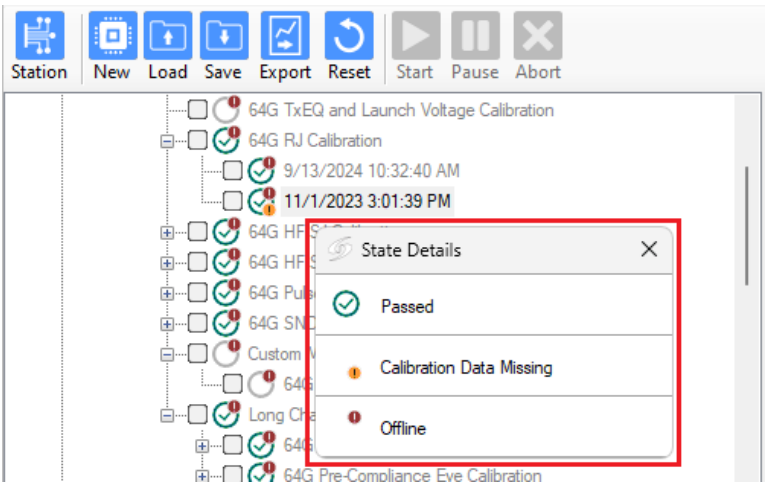 Station New Load Save Export Reset Start Pause Abort
64G TxEQ and Launch Voltage Calibration
64G RJ Calibration
9/13/2024 10:32:40 AM
11/1/2023 3:01:39 PM
64G HF
State Details
64G HF
64G Puls
Passed
64G SN
Custom
Calibration Data Missing
64G
Long Cha
Offline
64G
64G Pre-Compliance Eye Calibration